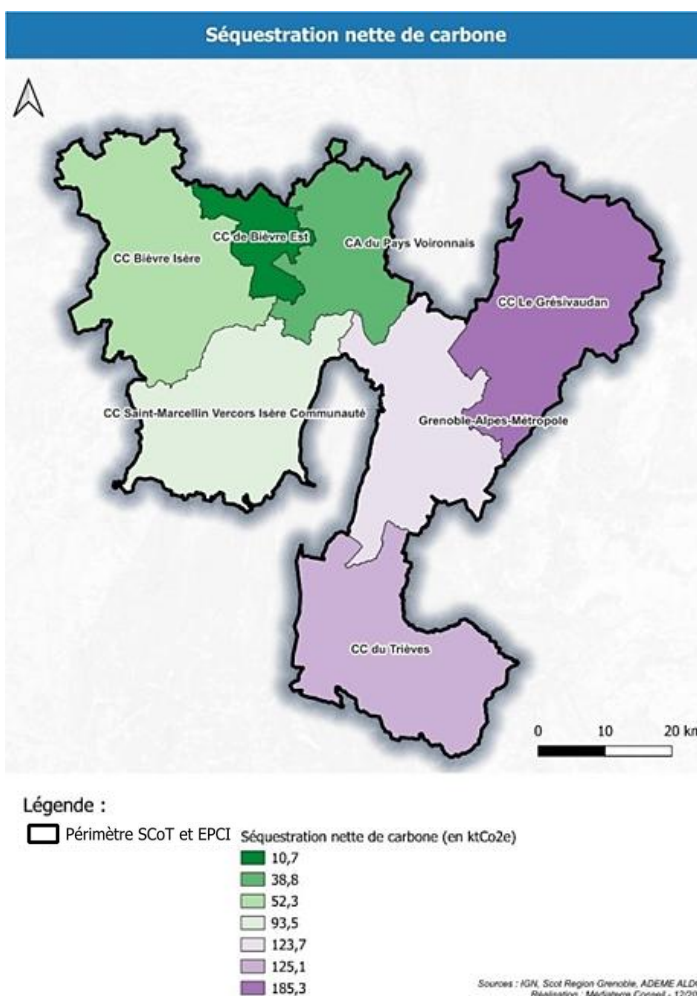 Séquestration nette de carbone
CC de Bièvre Est
CA du Pays Voironnais
CC Bièvre Isère
CC Le Grésivaudan
CC Saint-Marcellin Vercors Isère Communauté
Grenoble-Alpes-Métropole
CC du Trièves
0 10 20 km
Légende :
Périmètre SCoT et EPCI
Séquestration nette de carbone (en ktCo2e)
10,7
38,8
52,3
93,5
123,7
125,1
185,3
Sources : IGN, Scot Region Grenoble, ADEME
Réalisation : Médiaterre Conseil -